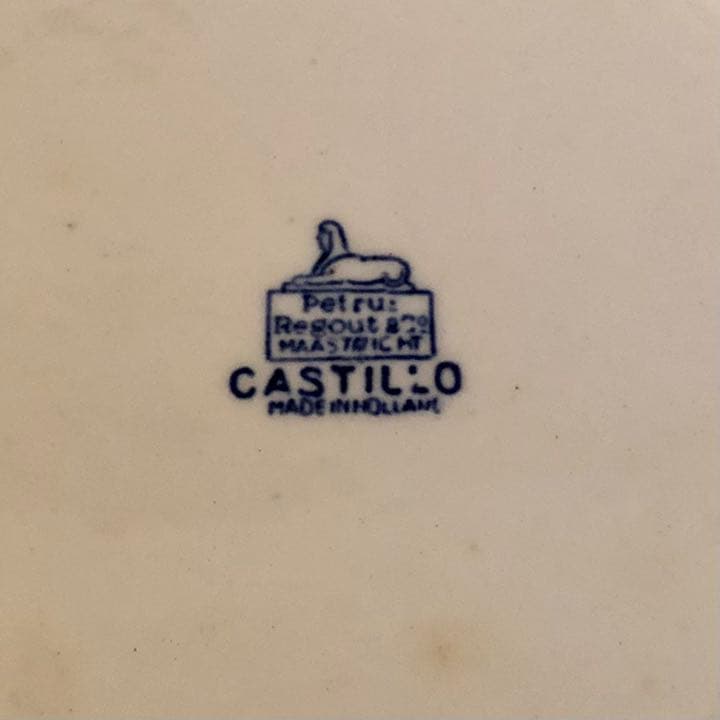 Petrus
Regout & Co
MAASTRICHT
CASTILLO
MADE IN HOLLAND